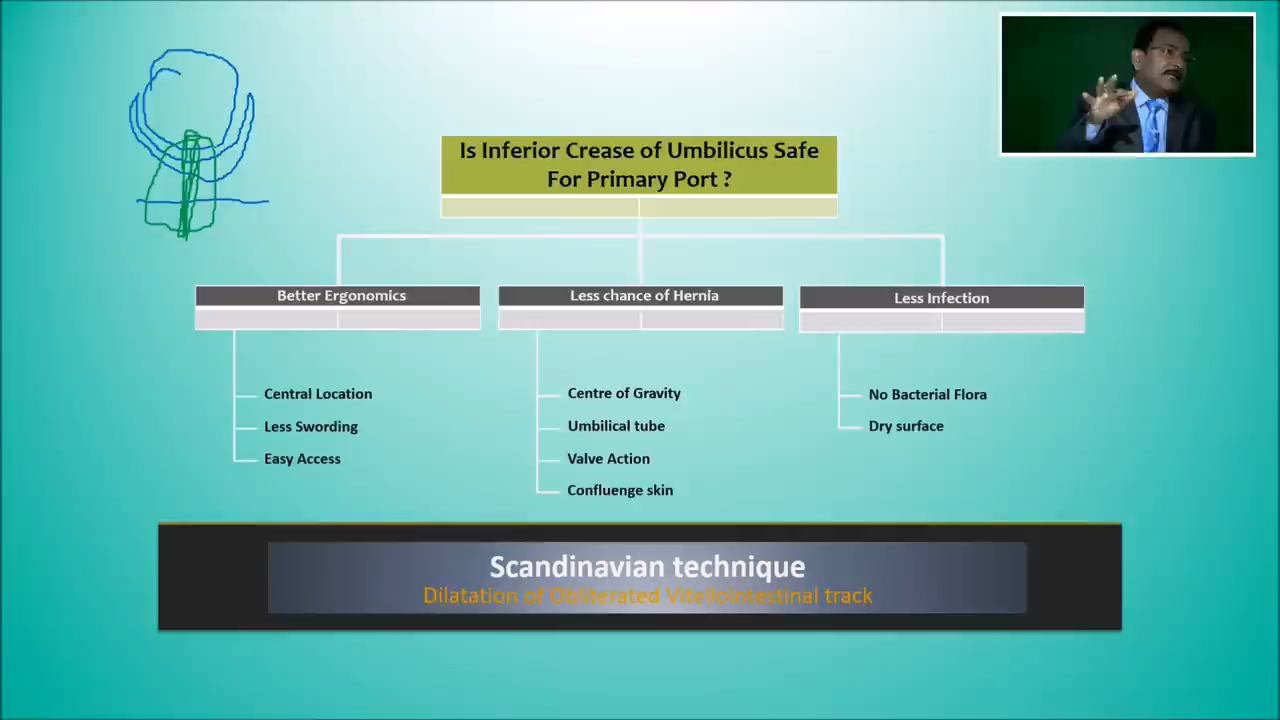 Is Inferior Crease of Umbilicus Safe
For Primary Port ?
Better Ergonomics
Central Location
Less Swording
Easy Access
Less chance of Hernia
Centre of Gravity
Umbilical tube
Valve Action
Confluenge skin
Less Infection
No Bacterial Flora
Dry surface
Scandinavian technique
Dilatation of Obliterated Vitellointestinal track